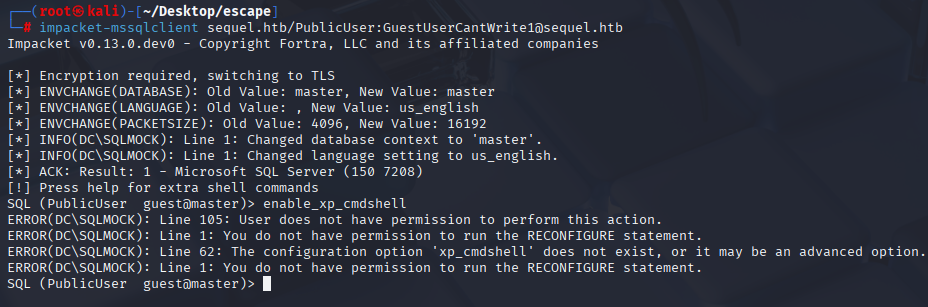 ┌──(root㉿kali)-[~/Desktop/escape]
└─# impacket-mssqlclient sequel.htb/PublicUser:GuestUserCantWrite1@sequel.htb
Impacket v0.13.0.dev0 - Copyright Fortra, LLC and its affiliated companies

[*] Encryption required, switching to TLS
[*] ENVCHANGE(DATABASE): Old Value: master, New Value: master
[*] ENVCHANGE(LANGUAGE): Old Value: , New Value: us_english
[*] ENVCHANGE(PACKETSIZE): Old Value: 4096, New Value: 16192
[*] INFO(DC\SQLMOCK): Line 1: Changed database context to 'master'.
[*] INFO(DC\SQLMOCK): Line 1: Changed language setting to us_english.
[*] ACK: Result: 1 - Microsoft SQL Server (150 7208)
[!] Press help for extra shell commands
SQL (PublicUser  guest@master)> enable_xp_cmdshell
ERROR(DC\SQLMOCK): Line 105: User does not have permission to perform this action.
ERROR(DC\SQLMOCK): Line 1: You do not have permission to run the RECONFIGURE statement.
ERROR(DC\SQLMOCK): Line 62: The configuration option 'xp_cmdshell' does not exist, or it may be an advanced option.
ERROR(DC\SQLMOCK): Line 1: You do not have permission to run the RECONFIGURE statement.
SQL (PublicUser  guest@master)>